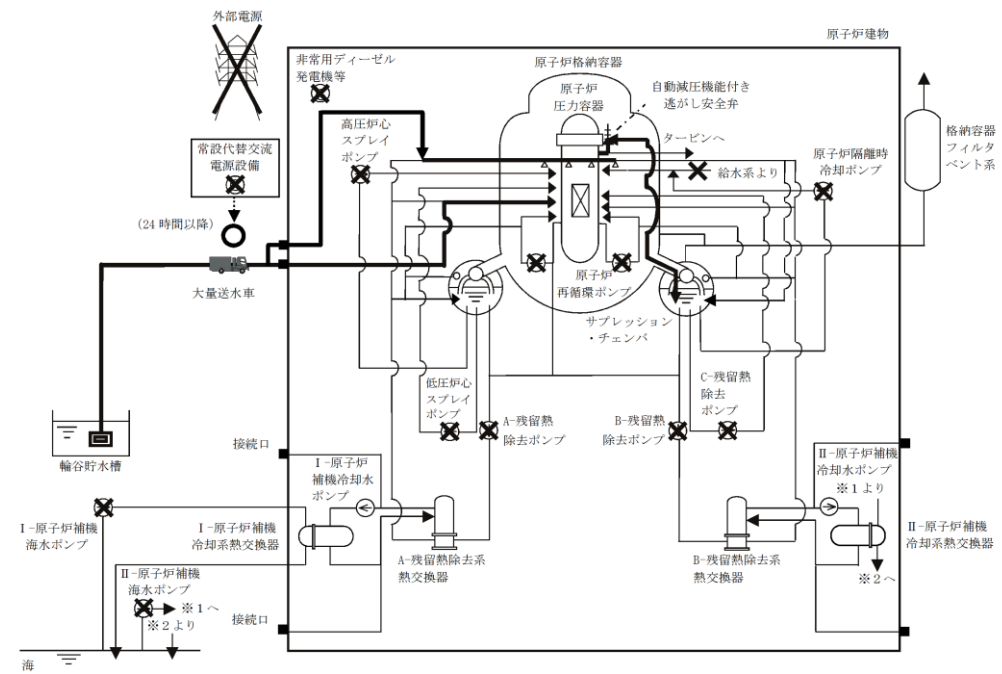 外部電源
原子炉建物
非常用ディーゼル
発電機等
原子炉格納容器
原子炉
圧力容器
自動減圧機能付き
逃がし安全弁
高圧炉心
スプレイ
ポンプ
タービンへ
格納容器
フィルタ
ベント系
常設代替交流
電源設備
給水系より
原子炉隔離時
冷却ポンプ
(24時間以降)
大量送水車
原子炉
再循環ポンプ
サプレッション
・チェンバ
低圧炉心
スプレイ
ポンプ
A-残留熱
除去ポンプ
B-残留熱
除去ポンプ
C-残留熱
除去
ポンプ
輪谷貯水槽
接続口
Ⅰ-原子炉
補機冷却水
ポンプ
Ⅱ-原子炉補機
冷却水ポンプ
※1より
Ⅰ-原子炉補機
海水ポンプ
Ⅰ-原子炉補機
冷却系熱交換器
Ⅱ-原子炉補機
冷却系熱交換器
A-残留熱除去系
熱交換器
B-残留熱除去系
熱交換器
※2へ
Ⅱ-原子炉補機
海水ポンプ
※1へ
※2より
接続口
海